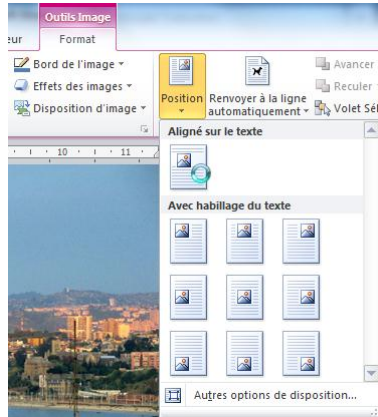 Outils Image
eur Format
Bord de l'image
Effets des images
Disposition d'image
Position
Renvoyer à la ligne automatiquement
Avancer
Reculer
Volet Sél
Aligné sur le texte
10 11
Avec habillage du texte
Autres options de disposition...